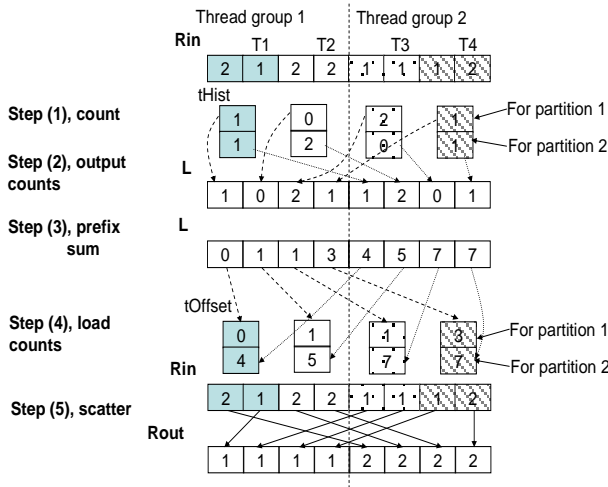 Thread group 1 Thread group 2
Rin T1 T2 T3 T4
2 1 2 2 1 1 1 2
tHist
Step (1), count
1 0 2 1 For partition 1
1 2 0 1 For partition 2
Step (2), output
counts
L
1 0 2 1 1 2 0 1
Step (3), prefix
sum
L
0 1 1 3 4 5 7 7
tOffset
Step (4), load
counts
0 1 1 3 For partition 1
4 5 7 7 For partition 2
Rin
2 1 2 2 1 1 1 2
Step (5), scatter
Rout
1 1 1 1 2 2 2 2